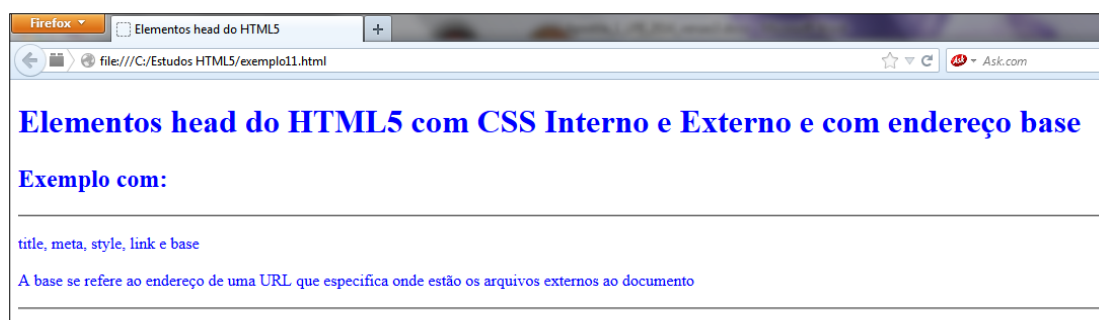 Firefox
Elementos head do HTML5
file:///C:/Estudos HTML5/exemplo11.html
Ask
Ask.com
Elementos head do HTML5 com CSS Interno e Externo e com endereço base
Exemplo com:
title, meta, style, link e base
A base se refere ao endereço de uma URL que especifica onde estão os arquivos externos ao documento